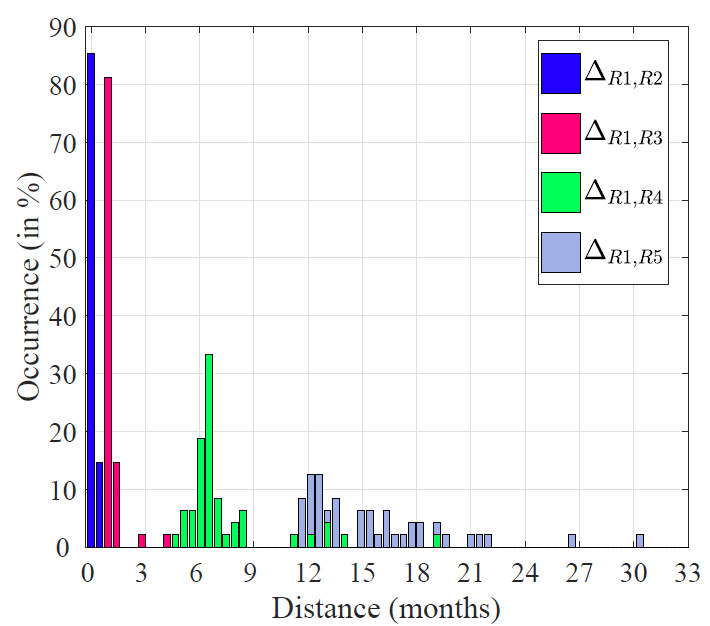 90
80
70
60
50
40
30
20
10
0
Occurrence (in %)
0 3 6 9 12 15 18 21 24 27 30 33
Distance (months)
Δ_{R1,R2}
Δ_{R1,R3}
Δ_{R1,R4}
Δ_{R1,R5}